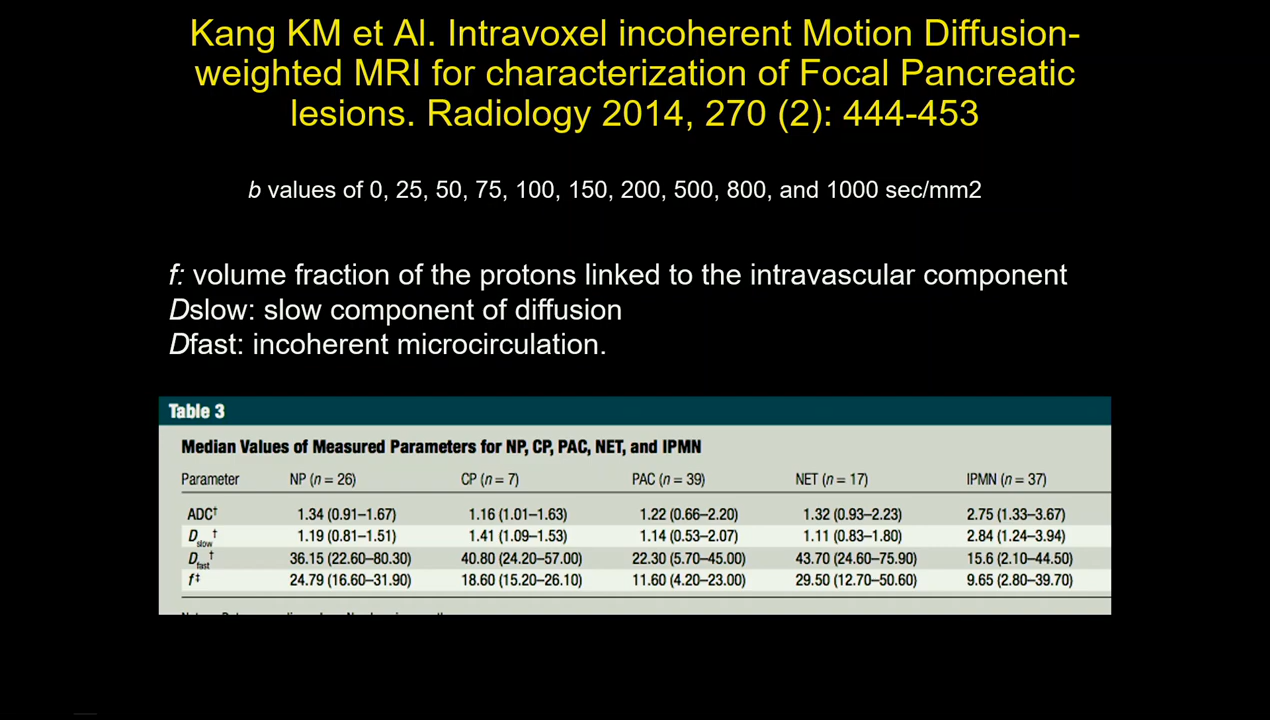 Kang KM et Al. Intravoxel incoherent Motion Diffusion-
weighted MRI for characterization of Focal Pancreatic
lesions. Radiology 2014, 270 (2): 444-453
b values of 0, 25, 50, 75, 100, 150, 200, 500, 800, and 1000 sec/mm2
f: volume fraction of the protons linked to the intravascular component
Dslow: slow component of diffusion
Dfast: incoherent microcirculation.
Table 3
Median Values of Measured Parameters for NP, CP, PAC, NET, and IPMN
Parameter NP (n = 26) CP (n = 7) PAC (n = 39) NET (n = 17) IPMN (n = 37)
ADC† 1.34 (0.91–1.67) 1.16 (1.01–1.63) 1.22 (0.66–2.20) 1.32 (0.93–2.23) 2.75 (1.33–3.67)
Dslow† 1.19 (0.81–1.51) 1.41 (1.09–1.53) 1.14 (0.53–2.07) 1.11 (0.83–1.80) 2.84 (1.24–3.94)
Dfast† 36.15 (22.60–80.30) 40.80 (24.20–57.00) 22.30 (5.70–45.00) 43.70 (24.60–75.90) 15.6 (2.10–44.50)
f‡ 24.79 (16.60–31.90) 18.60 (15.20–26.10) 11.60 (4.20–23.00) 29.50 (12.70–50.60) 9.65 (2.80–39.70)